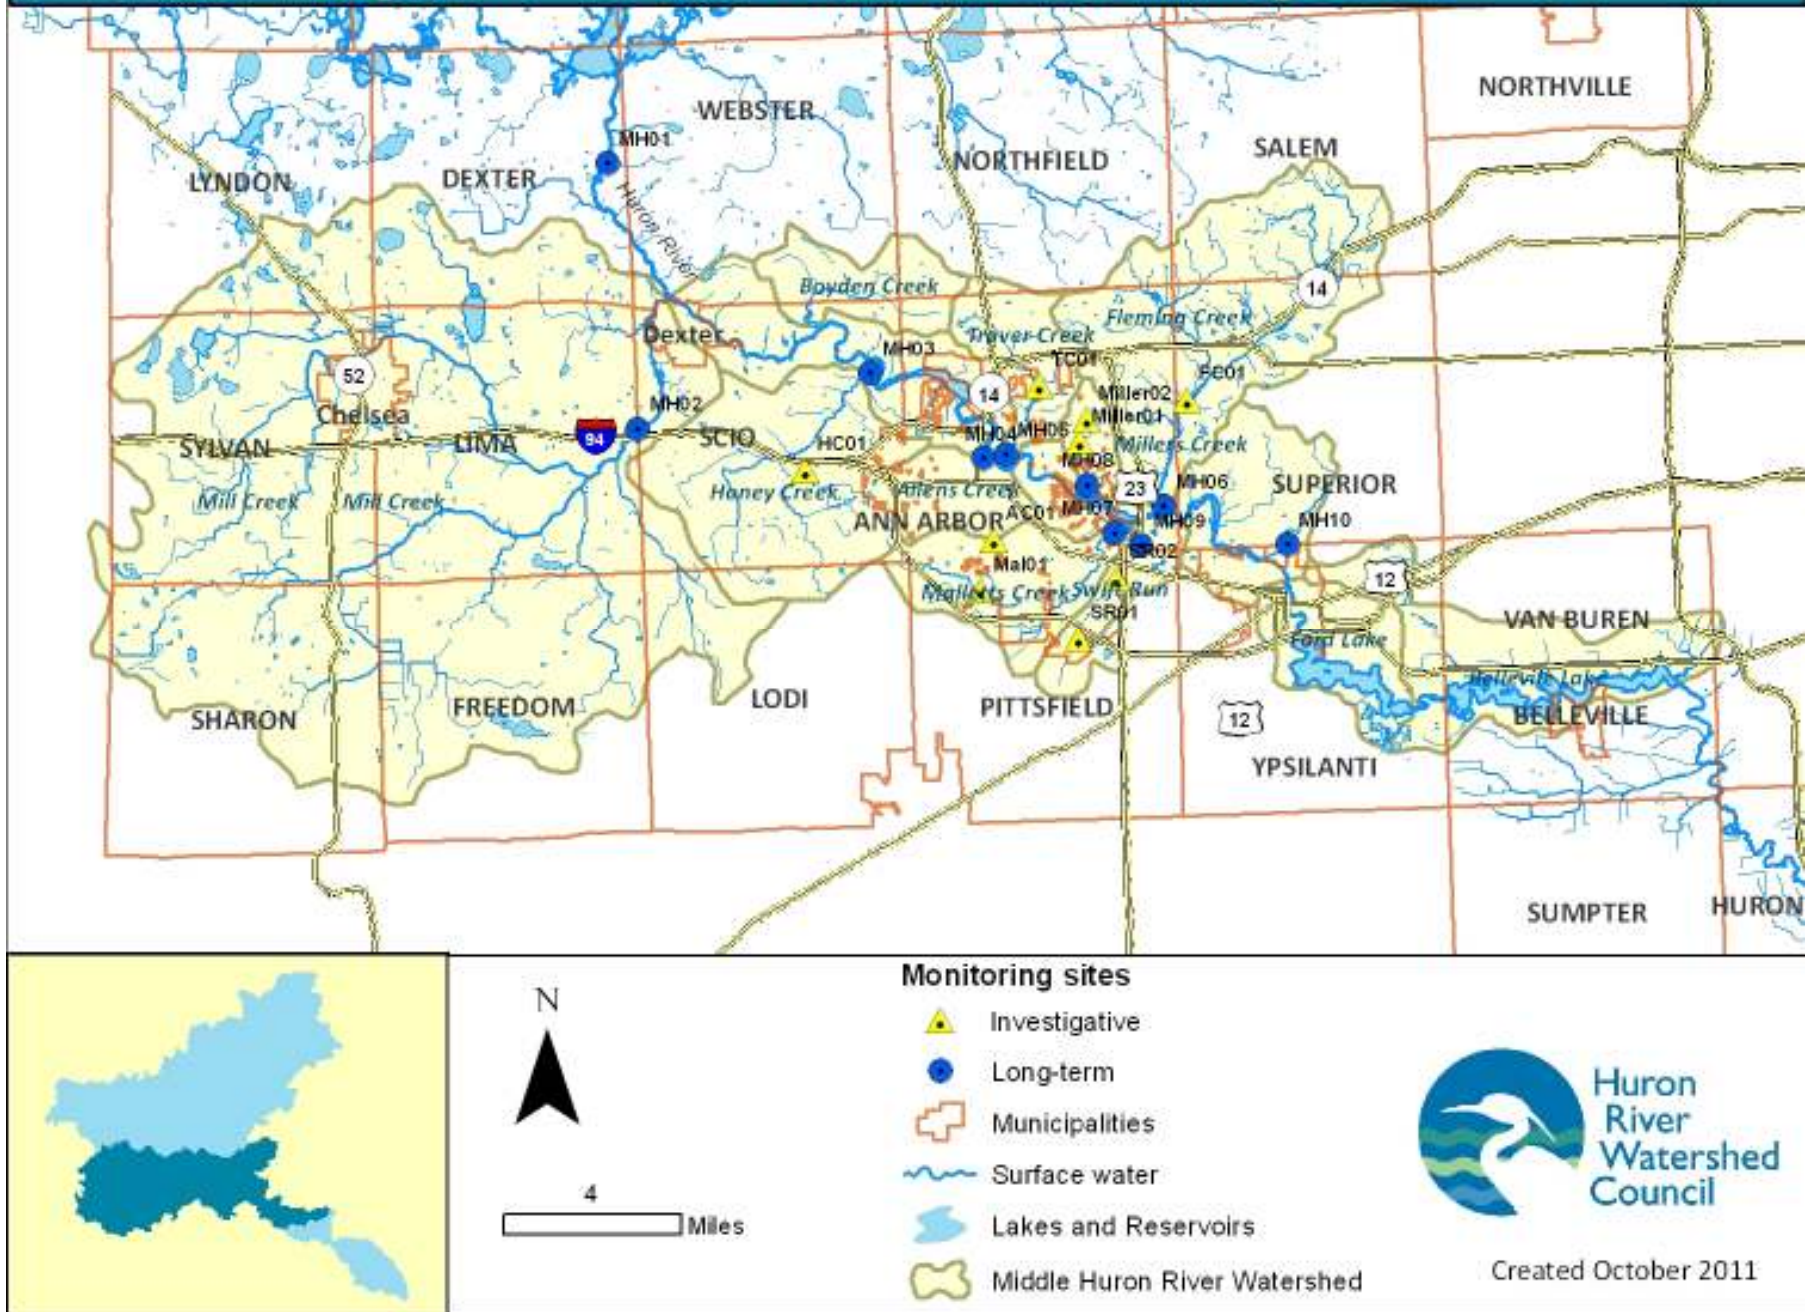 NORTHVILLE
WEBSTER
MH01
SALEM
NORTHFIELD
LYNDON
DEXTER
Huron River
Boyden Creek
14
Fleming Creek
Traver Creek
Dexter
MH03
TC01
FC01
52
14
Miller02
MH02
Chelsea
Miller01
94
SCIO
HC01
MH04
MH05
Millers Creek
SYLVAN
LIMA
MH08
Honey Creek
Allens Creek
23
MH06
SUPERIOR
Mill Creek
Mill Creek
ANN ARBOR
AC01
MH07
MH09
MH10
SR02
Mal01
12
Malletts Creek
Swift Run
SR01
VAN BUREN
Ford Lake
Belleville Lake
SHARON
FREEDOM
LODI
PITTSFIELD
12
BELLEVILLE
YPSILANTI
SUMPTER
HURON
Monitoring sites
N
Investigative
Long-term
Municipalities
4
Miles
Surface water
Lakes and Reservoirs
Middle Huron River Watershed
Huron
River
Watershed
Council
Created October 2011